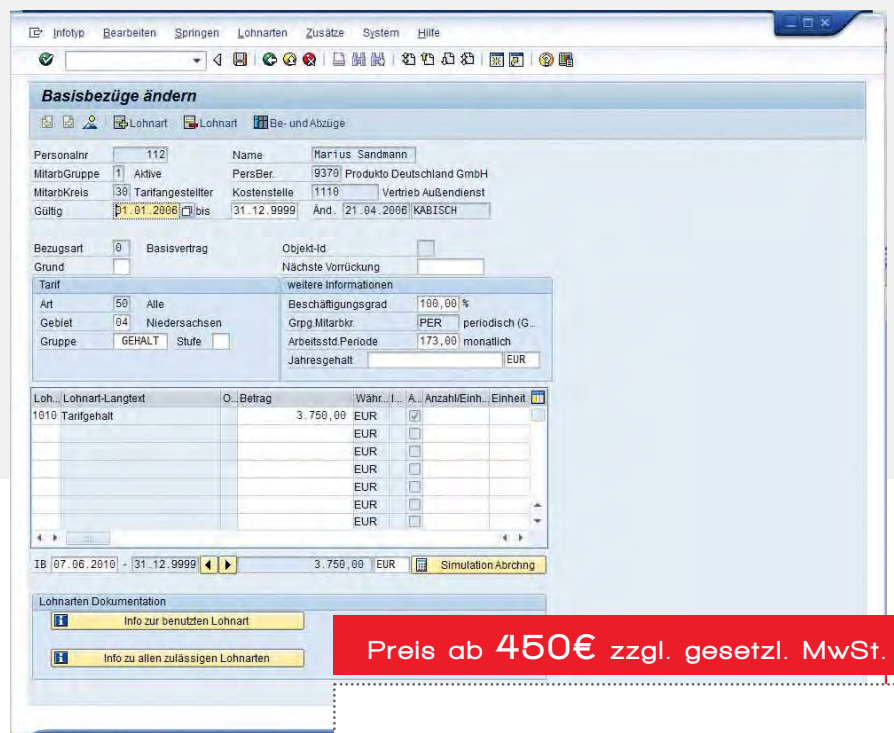 Infotyp Bearbeiten Springen Lohnarten Zusätze System Hilfe
Basisbezüge ändern
Lohnart Lohnart Be- und Abzüge
Personalnr 112 Name Marius Sandmann
MitarbGruppe 1 Aktive PersBer. 9370 Produkto Deutschland GmbH
MitarbKreis 30 Tarifangestellter Kostenstelle 1110 Vertrieb Außendienst
Gültig 01.01.2006 bis 31.12.9999 Änd. 21.04.2006 KABISCH
Bezugsart 0 Basisvertrag Objekt-Id
Grund Nächste Vorrückung
Tarif weitere Informationen
Art 50 Alle Beschäftigungsgrad 100,00 %
Gebiet 04 Niedersachsen Grpg.Mitarbkr. PER periodisch (G...
Gruppe GEHALT Stufe Arbeitsstd.Periode 173,00 monatlich
Jahresgehalt EUR
Loh... Lohnart-Langtext O... Betrag Währ... I... A... Anzahl/Einh... Einheit
1010 Tarifgehalt 3.750,00 EUR
EUR
EUR
EUR
EUR
EUR
EUR
IB 07.06.2010 - 31.12.9999 3.750,00 EUR Simulation Abrchng
Lohnarten Dokumentation
Info zur benutzten Lohnart
Info zu allen zulässigen Lohnarten
Preis ab 450€ zzgl. gesetzl. MwSt.